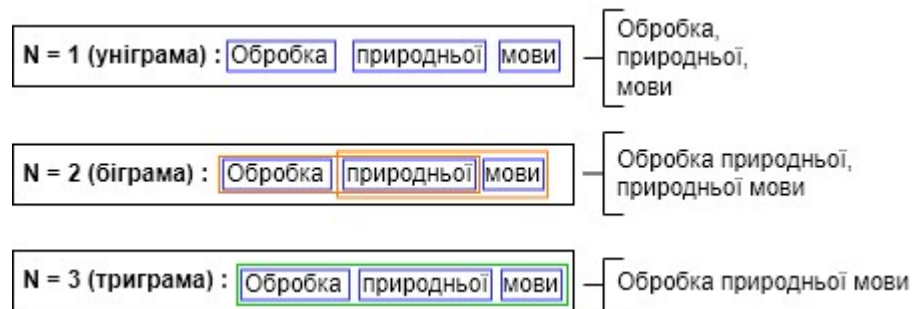 N = 1 (уніграма) : Обробка природньої мови
Обробка,
природньої,
мови
N = 2 (біграма) : Обробка природньої мови
Обробка природньої,
природньої мови
N = 3 (триграма) : Обробка природньої мови
Обробка природньої мови